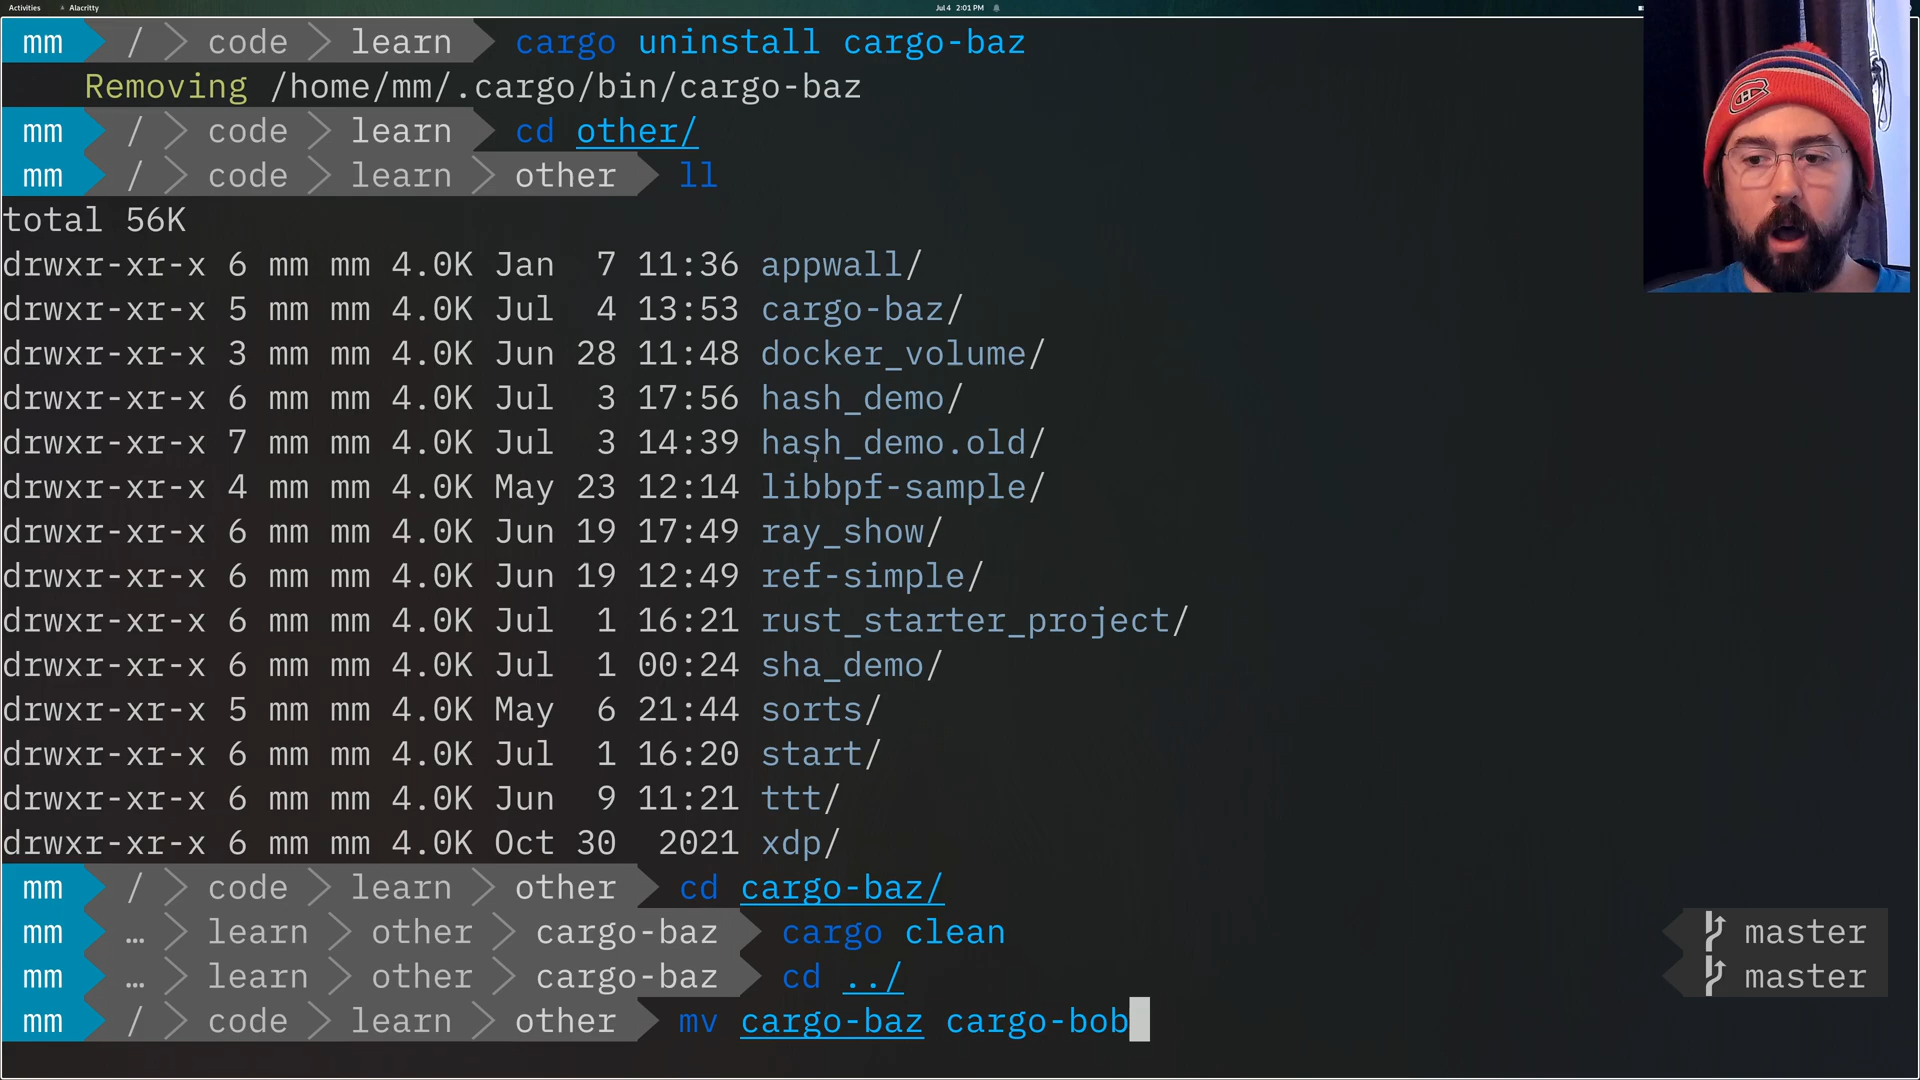 Activities Alacritty Jul 4 2:01 PM
mm / code learn cargo uninstall cargo-baz
Removing /home/mm/.cargo/bin/cargo-baz
mm / code learn cd other/
mm / code learn other ll
total 56K
drwxr-xr-x 6 mm mm 4.0K Jan 7 11:36 appwall/
drwxr-xr-x 5 mm mm 4.0K Jul 4 13:53 cargo-baz/
drwxr-xr-x 3 mm mm 4.0K Jun 28 11:48 docker_volume/
drwxr-xr-x 6 mm mm 4.0K Jul 3 17:56 hash_demo/
drwxr-xr-x 7 mm mm 4.0K Jul 3 14:39 hash_demo.old/
drwxr-xr-x 4 mm mm 4.0K May 23 12:14 libbpf-sample/
drwxr-xr-x 6 mm mm 4.0K Jun 19 17:49 ray_show/
drwxr-xr-x 6 mm mm 4.0K Jun 19 12:49 ref-simple/
drwxr-xr-x 6 mm mm 4.0K Jul 1 16:21 rust_starter_project/
drwxr-xr-x 6 mm mm 4.0K Jul 1 00:24 sha_demo/
drwxr-xr-x 5 mm mm 4.0K May 6 21:44 sorts/
drwxr-xr-x 6 mm mm 4.0K Jul 1 16:20 start/
drwxr-xr-x 6 mm mm 4.0K Jun 9 11:21 ttt/
drwxr-xr-x 6 mm mm 4.0K Oct 30 2021 xdp/
mm / code learn other cd cargo-baz/
mm … learn other cargo-baz cargo clean master
mm … learn other cargo-baz cd ../ master
mm / code learn other mv cargo-baz cargo-bob